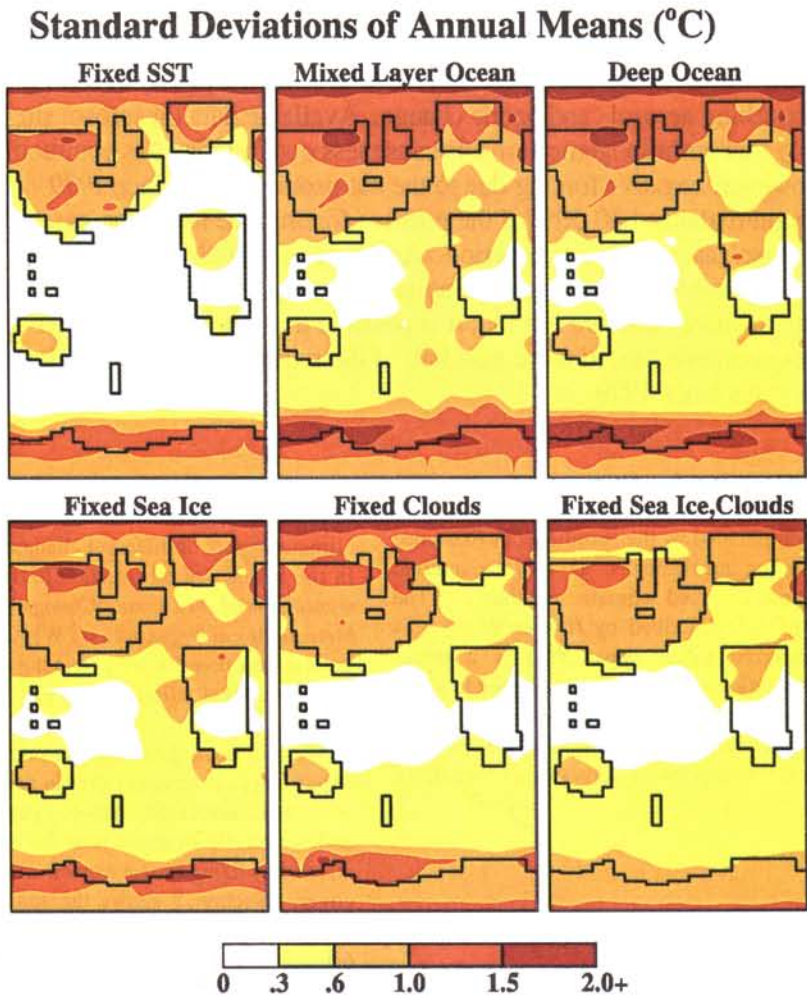 Standard Deviations of Annual Means (°C)
Fixed SST Mixed Layer Ocean Deep Ocean
Fixed Sea Ice Fixed Clouds Fixed Sea Ice,Clouds
0 .3 .6 1.0 1.5 2.0+